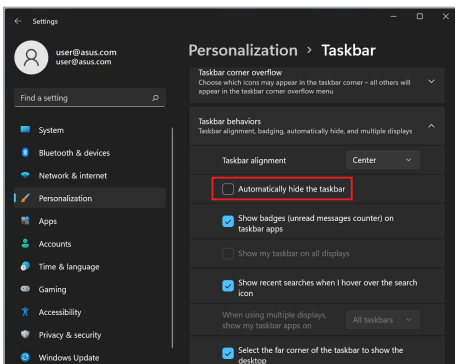 Settings
user@asus.com
user@asus.com
Find a setting
System
Bluetooth & devices
Network & internet
Personalization
Apps
Accounts
Time & language
Gaming
Accessibility
Privacy & security
Windows Update
Personalization > Taskbar
Taskbar corner overflow
Choose which icons may appear in the taskbar corner – all others will
appear in the taskbar corner overflow menu
Taskbar behaviors
Taskbar alignment, badging, automatically hide, and multiple displays
Taskbar alignment
Center
Automatically hide the taskbar
Show badges (unread messages counter) on
taskbar apps
Show my taskbar on all displays
Show recent searches when I hover over the search
icon
When using multiple displays,
show my taskbar apps on
All taskbars
Select the far corner of the taskbar to show the
desktop